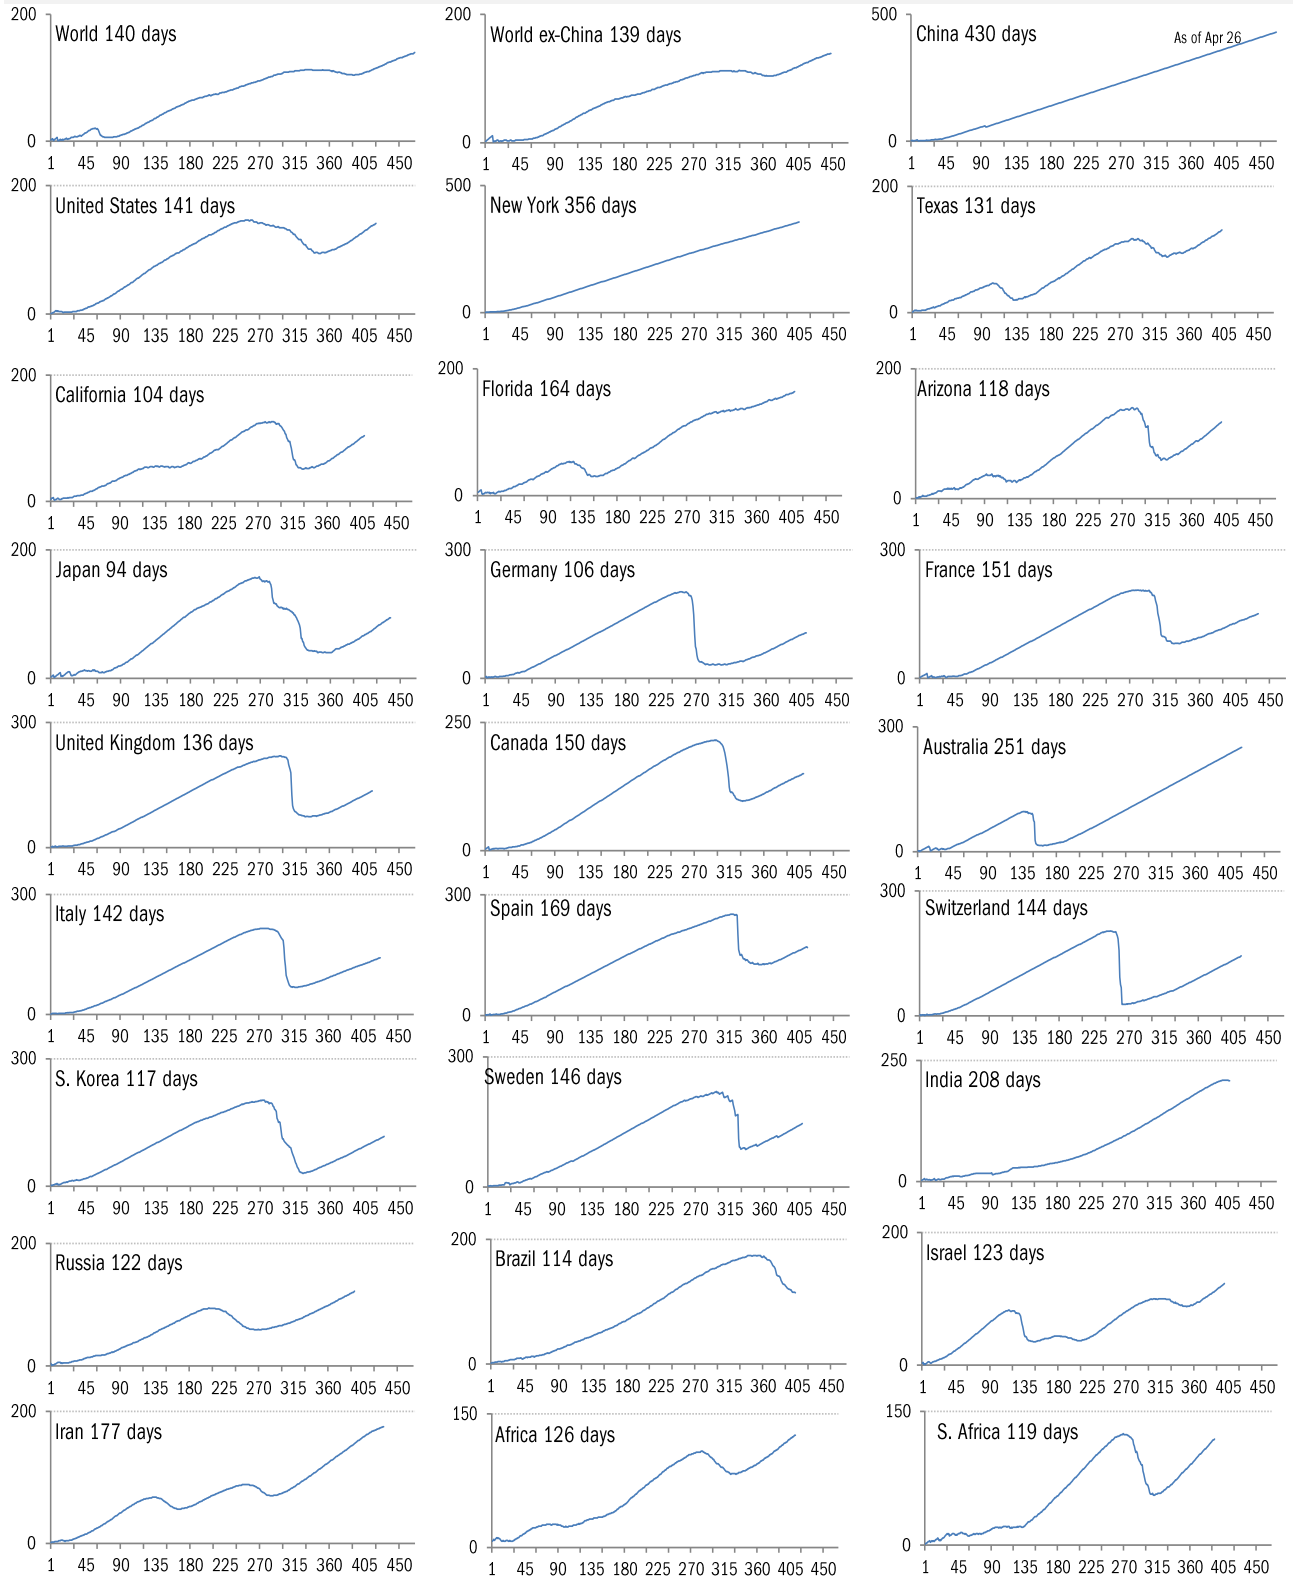 200 200 500
World 140 days World ex-China 139 days China 430 days
As of Apr 26
0 0 0
1 45 90 135 180 225 270 315 360 405 450 1 45 90 135 180 225 270 315 360 405 450 1 45 90 135 180 225 270 315 360 405 450
200 500 200
United States 141 days New York 356 days Texas 131 days
0 0 0
1 45 90 135 180 225 270 315 360 405 450 1 45 90 135 180 225 270 315 360 405 450 1 45 90 135 180 225 270 315 360 405 450
200 200 200
California 104 days Florida 164 days Arizona 118 days
0 0 0
1 45 90 135 180 225 270 315 360 405 450 1 45 90 135 180 225 270 315 360 405 450 1 45 90 135 180 225 270 315 360 405 450
200 300 300
Japan 94 days Germany 106 days France 151 days
0 0 0
1 45 90 135 180 225 270 315 360 405 450 1 45 90 135 180 225 270 315 360 405 450 1 45 90 135 180 225 270 315 360 405 450
300 250 300
United Kingdom 136 days Canada 150 days Australia 251 days
0 0 0
1 45 90 135 180 225 270 315 360 405 450 1 45 90 135 180 225 270 315 360 405 450 1 45 90 135 180 225 270 315 360 405 450
300 300 300
Italy 142 days Spain 169 days Switzerland 144 days
0 0 0
1 45 90 135 180 225 270 315 360 405 450 1 45 90 135 180 225 270 315 360 405 450 1 45 90 135 180 225 270 315 360 405 450
300 300 250
S. Korea 117 days Sweden 146 days India 208 days
0 0 0
1 45 90 135 180 225 270 315 360 405 450 1 45 90 135 180 225 270 315 360 405 450 1 45 90 135 180 225 270 315 360 405 450
200 200 200
Russia 122 days Brazil 114 days Israel 123 days
0 0 0
1 45 90 135 180 225 270 315 360 405 450 1 45 90 135 180 225 270 315 360 405 450 1 45 90 135 180 225 270 315 360 405 450
200 150 150
Iran 177 days Africa 126 days S. Africa 119 days
0 0 0
1 45 90 135 180 225 270 315 360 405 450 1 45 90 135 180 225 270 315 360 405 450 1 45 90 135 180 225 270 315 360 405 450